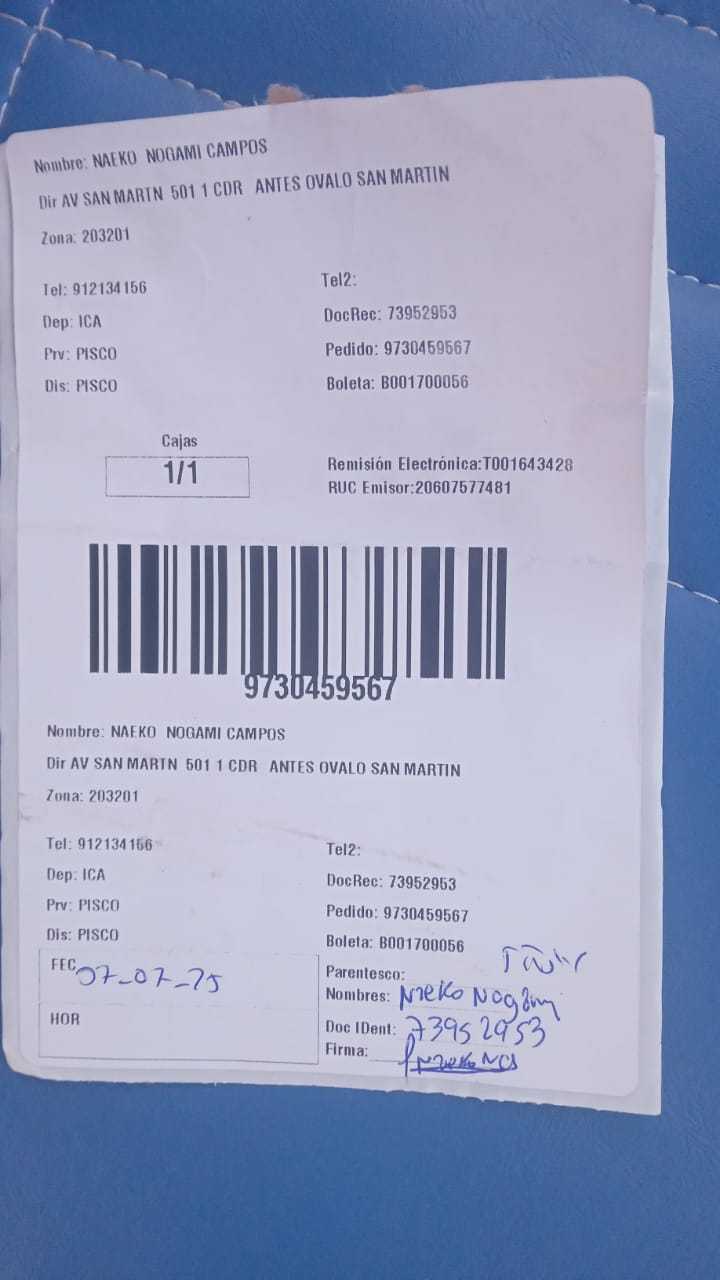 Nombre: NAEKO NOGAMI CAMPOS
Dir AV SAN MARTN 501 1 CDR ANTES OVALO SAN MARTIN
Zona: 203201
Tel: 912134156 Tel2:
Dep: ICA DocRec: 73952953
Prv: PISCO Pedido: 9730459567
Dis: PISCO Boleta: B001700056
Cajas
1/1
Remisión Electrónica:T001643428
RUC Emisor:20607577481
9730459567
Nombre: NAEKO NOGAMI CAMPOS
Dir AV SAN MARTN 501 1 CDR ANTES OVALO SAN MARTIN
Zona: 203201
Tel: 912134156 Tel2:
Dep: ICA DocRec: 73952953
Prv: PISCO Pedido: 9730459567
Dis: PISCO Boleta: B001700056
FEC 07-07-25
HOR
Parentesco:
Nombres: Naeko Nogami
Doc IDent: 73952953
Firma: Naeko